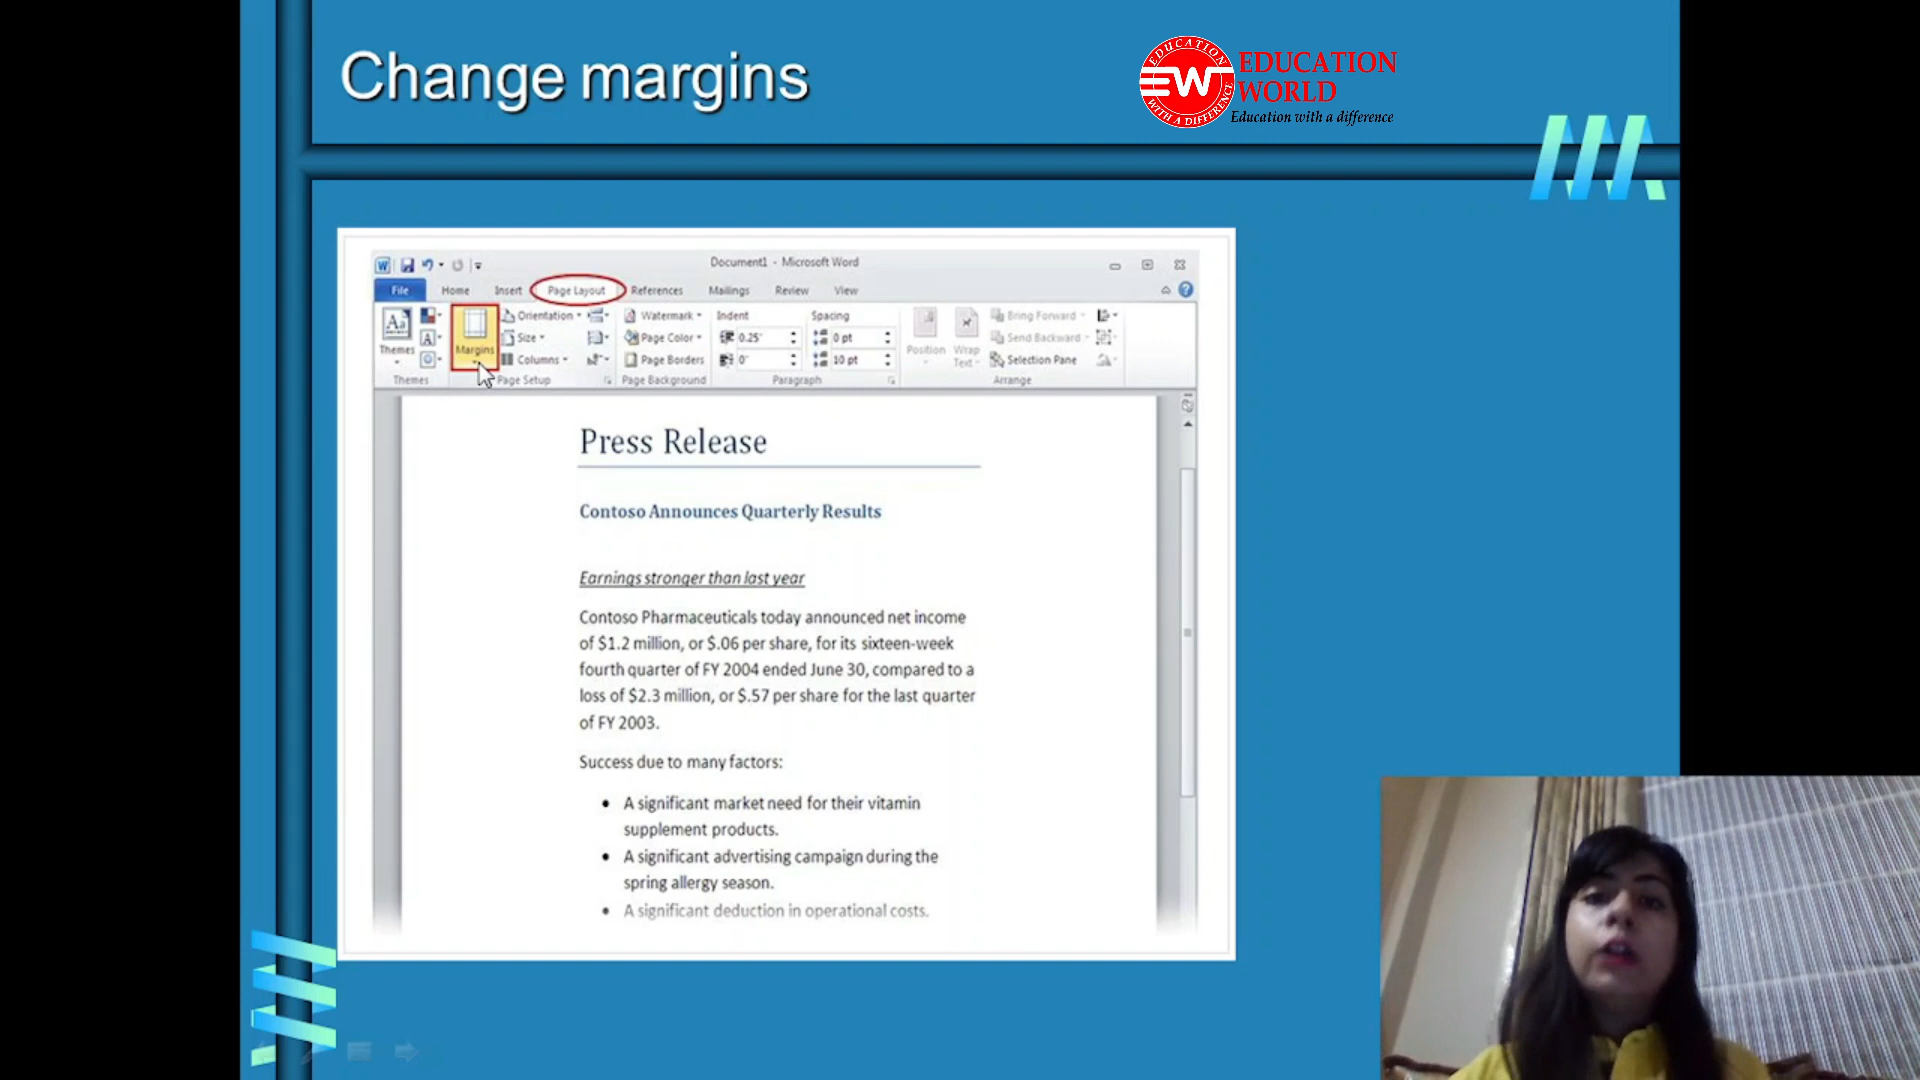 Change margins
EDUCATION
WORLD
Education with a difference
EDUCATION
EW
WITH A DIFFERENCE
Document1 - Microsoft Word
File Home Insert Page Layout References Mailings Review View
Themes
Margins
Orientation
Size
Columns
Watermark
Page Color
Page Borders
Indent
0.25"
0"
Spacing
0 pt
10 pt
Position
Wrap
Text
Bring Forward
Send Backward
Selection Pane
Themes Page Setup Page Background Paragraph Arrange
Press Release
Contoso Announces Quarterly Results
Earnings stronger than last year
Contoso Pharmaceuticals today announced net income
of $1.2 million, or $.06 per share, for its sixteen-week
fourth quarter of FY 2004 ended June 30, compared to a
loss of $2.3 million, or $.57 per share for the last quarter
of FY 2003.
Success due to many factors:
• A significant market need for their vitamin
supplement products.
• A significant advertising campaign during the
spring allergy season.
• A significant deduction in operational costs.